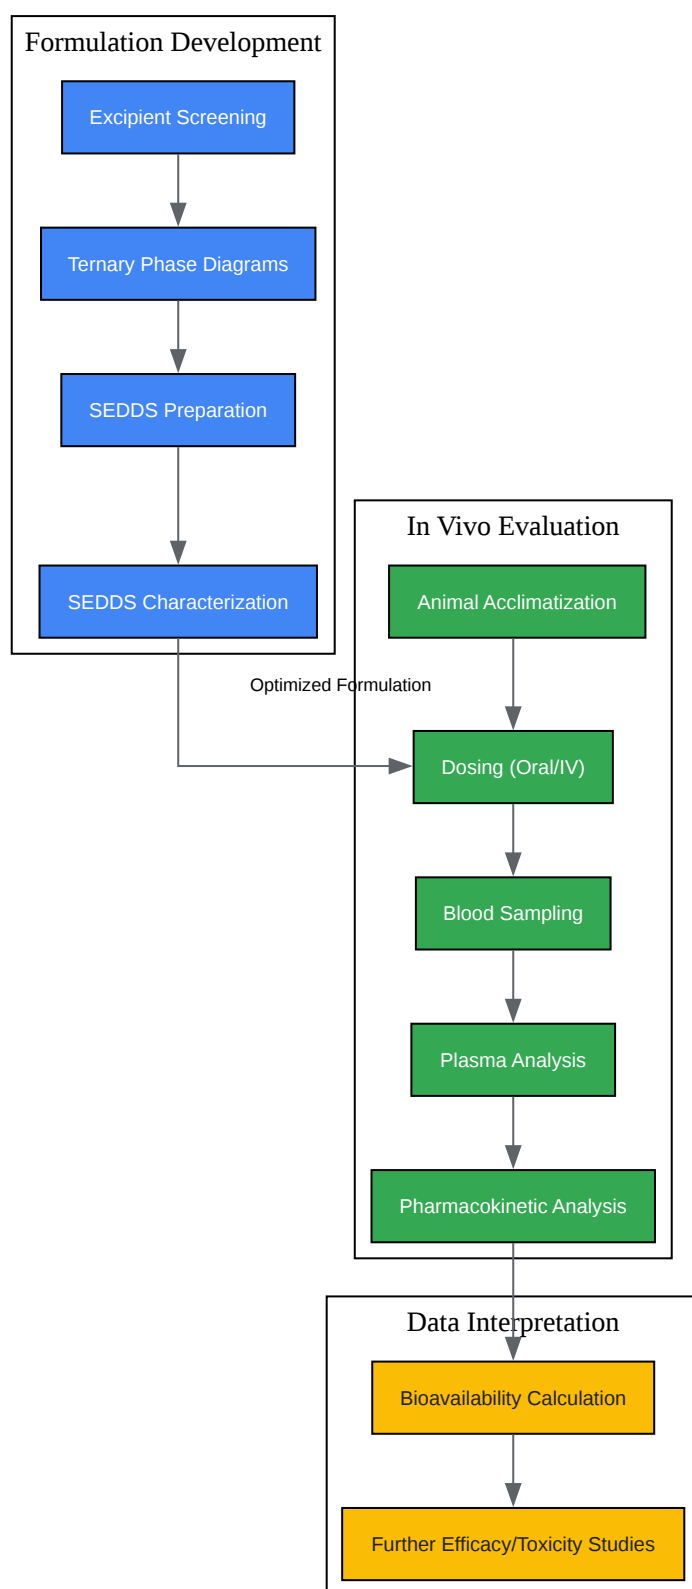 Formulation Development
Excipient Screening
Ternary Phase Diagrams
SEDDS Preparation
SEDDS Characterization
Optimized Formulation
In Vivo Evaluation
Animal Acclimatization
Dosing (Oral/IV)
Blood Sampling
Plasma Analysis
Pharmacokinetic Analysis
Data Interpretation
Bioavailability Calculation
Further Efficacy/Toxicity Studies